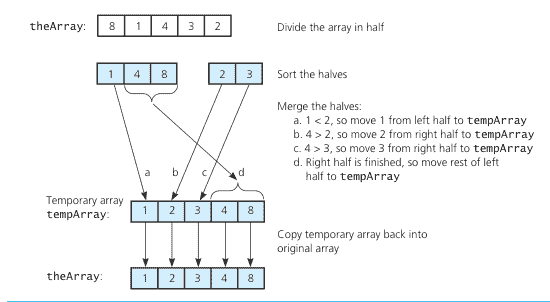 theArray: 8 1 4 3 2 Divide the array in half
1 4 8 2 3 Sort the halves
Merge the halves:
a. 1 < 2, so move 1 from left half to tempArray
b. 4 > 2, so move 2 from right half to tempArray
c. 4 > 3, so move 3 from right half to tempArray
d. Right half is finished, so move rest of left
half to tempArray
a b c d
Temporary array
tempArray: 1 2 3 4 8
Copy temporary array back into
original array
theArray: 1 2 3 4 8